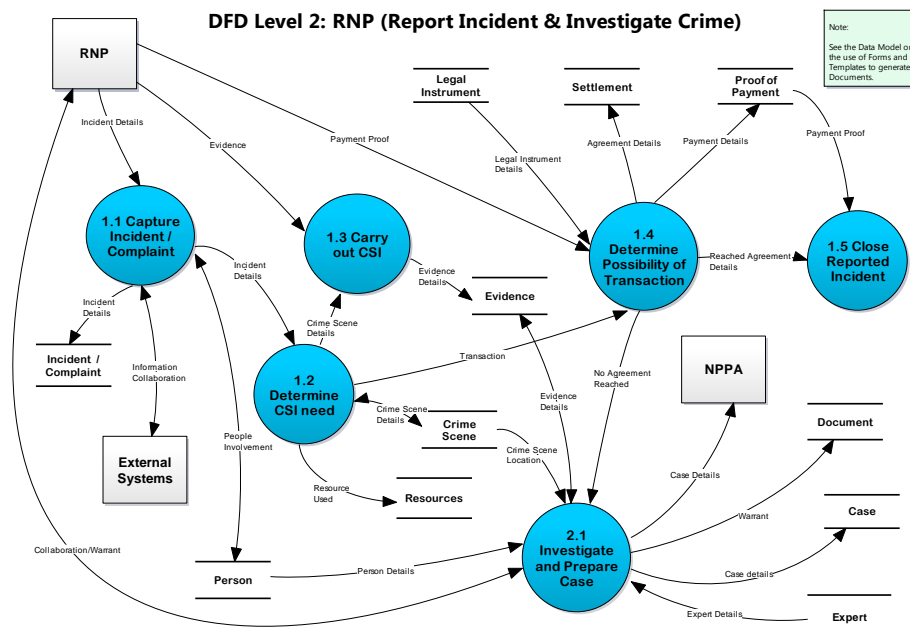 DFD Level 2: RNP (Report Incident & Investigate Crime)
Note:
See the Data Model on
the use of Forms and
Templates to generate
Documents.
RNP
Legal
Instrument
Settlement
Proof of
Payment
Incident Details
Evidence
Payment Proof
Legal Instrument
Details
Agreement Details
Payment Details
Payment Proof
1.1 Capture
Incident /
Complaint
1.3 Carry
out CSI
1.4
Determine
Possibility of
Transaction
1.5 Close
Reported
Incident
Reached Agreement
Details
Incident
Details
Evidence
Details
Evidence
Incident
Details
Crime Scene
Details
Incident /
Complaint
Information
Collaboration
Transaction
No Agreement
Reached
NPPA
1.2
Determine
CSI need
Evidence
Details
Crime Scene
Details
Crime
Scene
Crime Scene
Location
Document
People
Involvement
External
Systems
Resource
Used
Resources
Case Details
Warrant
Case
2.1
Investigate
and Prepare
Case
Collaboration/Warrant
Person
Person Details
Case details
Expert Details
Expert